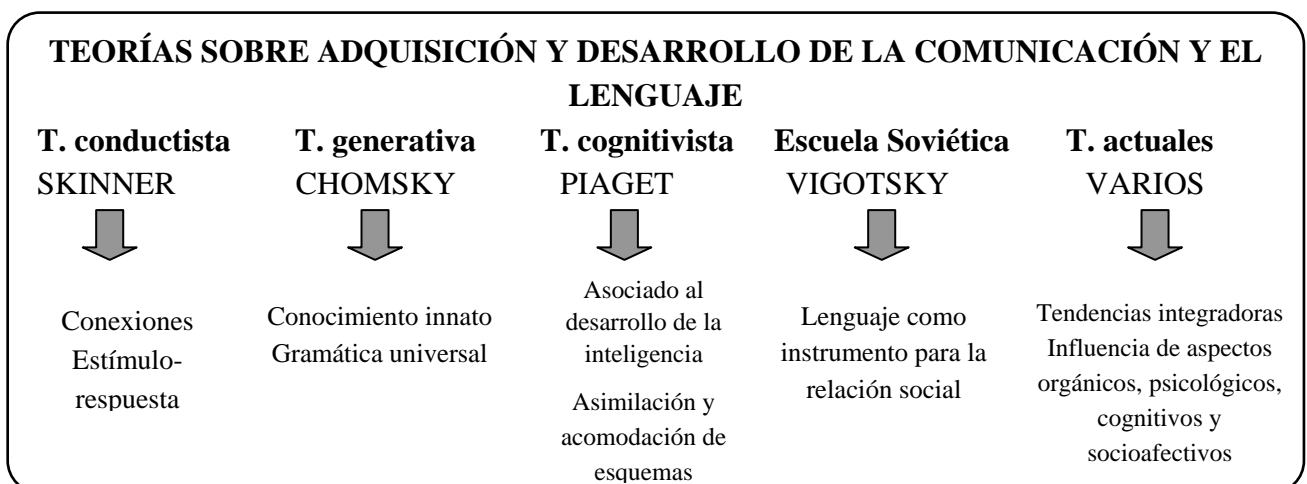 TEORÍAS SOBRE ADQUISICIÓN Y DESARROLLO DE LA COMUNICACIÓN Y EL
LENGUAJE
T. conductista
SKINNER
Conexiones
Estímulo-
respuesta
T. generativa
CHOMSKY
Conocimiento innato
Gramática universal
T. cognitivista
PIAGET
Asociado al
desarrollo de la
inteligencia
Asimilación y
acomodación de
esquemas
Escuela Soviética
VIGOTSKY
Lenguaje como
instrumento para la
relación social
T. actuales
VARIOS
Tendencias integradoras
Influencia de aspectos
orgánicos, psicológicos,
cognitivos y
socioafectivos